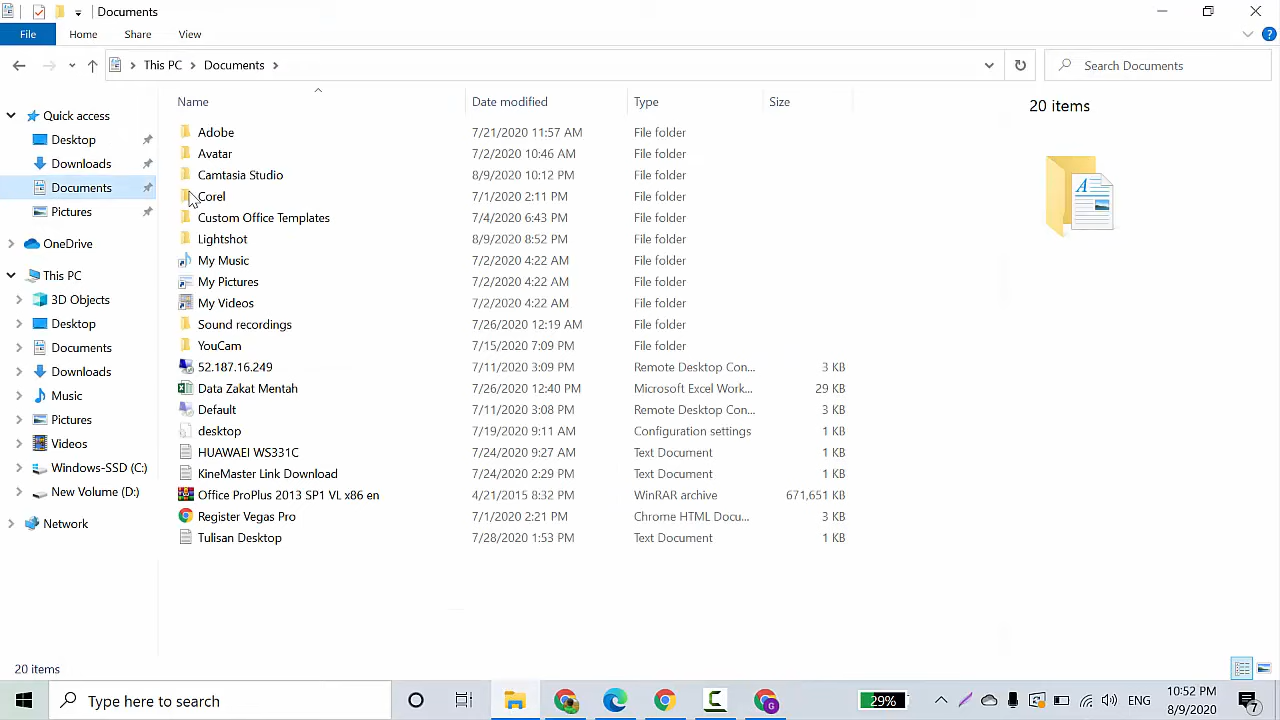 Documents
File Home Share View
This PC Documents
Search Documents
Name Date modified Type Size
20 items
Quick access
Desktop
Downloads
Documents
Pictures
OneDrive
This PC
3D Objects
Desktop
Documents
Downloads
Music
Pictures
Videos
Windows-SSD (C:)
New Volume (D:)
Network
Adobe 7/21/2020 11:57 AM File folder
Avatar 7/2/2020 10:46 AM File folder
Camtasia Studio 8/9/2020 10:12 PM File folder
Corel 7/1/2020 2:11 PM File folder
Custom Office Templates 7/4/2020 6:43 PM File folder
Lightshot 8/9/2020 8:52 PM File folder
My Music 7/2/2020 4:22 AM File folder
My Pictures 7/2/2020 4:22 AM File folder
My Videos 7/2/2020 4:22 AM File folder
Sound recordings 7/26/2020 12:19 AM File folder
YouCam 7/15/2020 7:09 PM File folder
52.187.16.249 7/11/2020 3:09 PM Remote Desktop Con... 3 KB
Data Zakat Mentah 7/26/2020 12:40 PM Microsoft Excel Work... 29 KB
Default 7/11/2020 3:08 PM Remote Desktop Con... 3 KB
desktop 7/19/2020 9:11 AM Configuration settings 1 KB
HUAWAEI WS331C 7/24/2020 9:27 AM Text Document 1 KB
KineMaster Link Download 7/24/2020 2:29 PM Text Document 1 KB
Office ProPlus 2013 SP1 VL x86 en 4/21/2015 8:32 PM WinRAR archive 671,651 KB
Register Vegas Pro 7/1/2020 2:21 PM Chrome HTML Docu... 3 KB
Tulisan Desktop 7/28/2020 1:53 PM Text Document 1 KB
20 items
Type here to search
29%
ENG
10:52 PM
8/9/2020
7